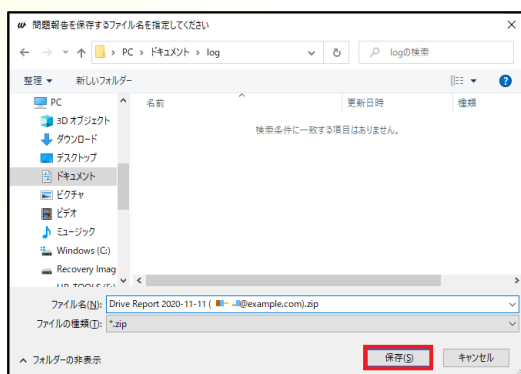 問題報告を保存するファイル名を指定してください
PC › ドキュメント › log
logの検索
整理 新しいフォルダー
PC
3D オブジェクト
ダウンロード
デスクトップ
ドキュメント
ピクチャ
ビデオ
ミュージック
Windows (C:)
Recovery Imag
名前 更新日時 種類
検索条件に一致する項目はありません。
ファイル名(N): Drive Report 2020-11-11 ( @example.com).zip
ファイルの種類(T): *.zip
フォルダーの非表示
保存(S) キャンセル